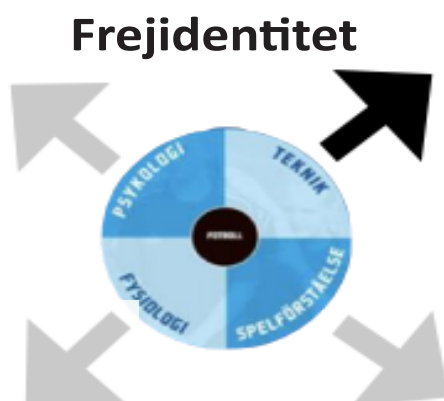 Frejidentitet
PSYKOLOGI
TEKNIK
FOTBOLL
FYSIOLOGI
SPELFÖRSTÅELSE